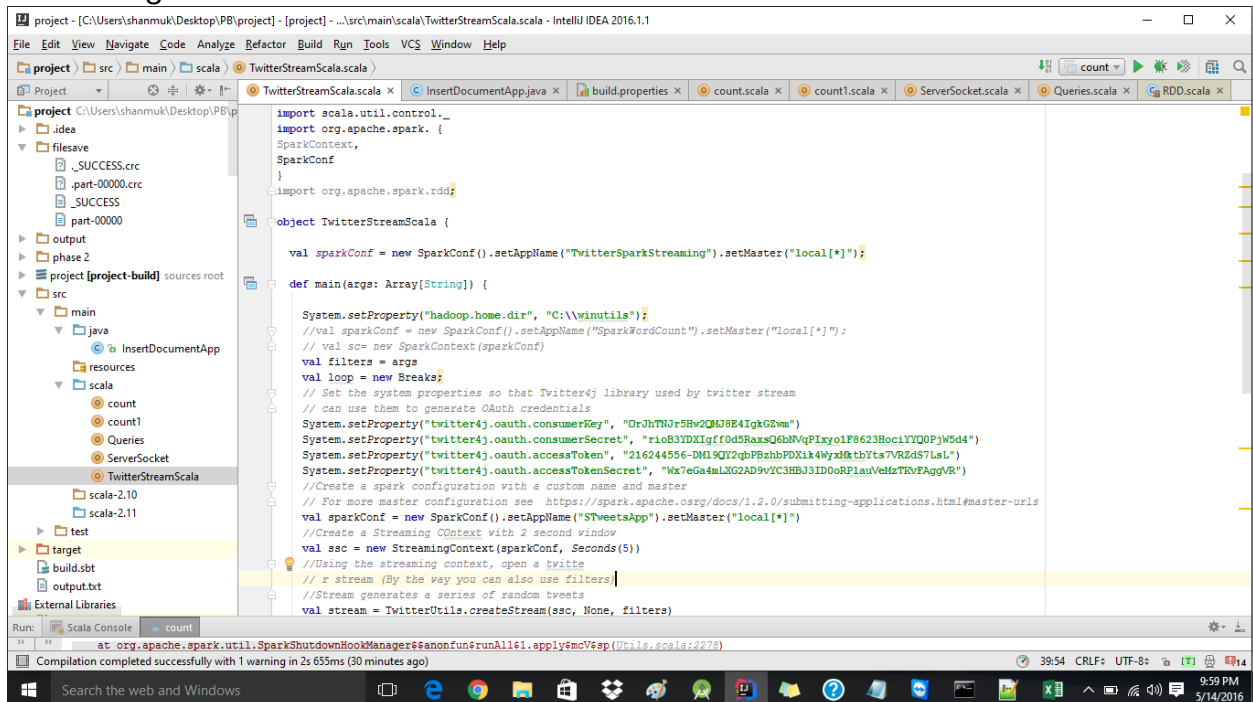 project - [C:\Users\shanmuk\Desktop\PB\project] - [project] - ...\src\main\scala\TwitterStreamScala.scala - IntelliJ IDEA 2016.1.1
File Edit View Navigate Code Analyze Refactor Build Run Tools VCS Window Help
project src main scala TwitterStreamScala.scala count
Project TwitterStreamScala.scala InsertDocumentApp.java build.properties count.scala count1.scala ServerSocket.scala Queries.scala RDD.scala
project C:\Users\shanmuk\Desktop\PB\p
.idea
filesave
._SUCCESS.crc
.part-00000.crc
_SUCCESS
part-00000
output
phase 2
project [project-build] sources root
src
main
java
InsertDocumentApp
resources
scala
count
count1
Queries
ServerSocket
TwitterStreamScala
scala-2.10
scala-2.11
test
target
build.sbt
output.txt
External Libraries
import scala.util.control._
import org.apache.spark. {
SparkContext,
SparkConf
}
import org.apache.spark.rdd;
object TwitterStreamScala {
val sparkConf = new SparkConf().setAppName("TwitterSparkStreaming").setMaster("local[*]");
def main(args: Array[String]) {
System.setProperty("hadoop.home.dir", "C:\\winutils");
//val sparkConf = new SparkConf().setAppName("SparkWordCount").setMaster("local[*]");
// val sc= new SparkContext(sparkConf)
val filters = args
val loop = new Breaks;
// Set the system properties so that Twitter4j library used by twitter stream
// can use them to generate OAuth credentials
System.setProperty("twitter4j.oauth.consumerKey",
System.setProperty("twitter4j.oauth.consumerSecret",
System.setProperty("twitter4j.oauth.accessToken",
System.setProperty("twitter4j.oauth.accessTokenSecret",
//Create a spark configuration with a custom name and master
// For more master configuration see https://spark.apache.osrg/docs/1.2.0/submitting-applications.html#master-urls
val sparkConf = new SparkConf().setAppName("STweetsApp").setMaster("local[*]")
//Create a Streaming COntext with 2 second window
val ssc = new StreamingContext(sparkConf, Seconds(5))
//Using the streaming context, open a twitte
// r stream (By the way you can also use filters)
//Stream generates a series of random tweets
val stream = TwitterUtils.createStream(ssc, None, filters)
Run: Scala Console count
at org.apache.spark.util.SparkShutdownHookManager$$anonfun$runAll$1.apply$mcV$sp(Utils.scala:2278)
Compilation completed successfully with 1 warning in 2s 655ms (30 minutes ago) 39:54 CRLF UTF-8 [T] 14
Search the web and Windows
9:59 PM
5/14/2016